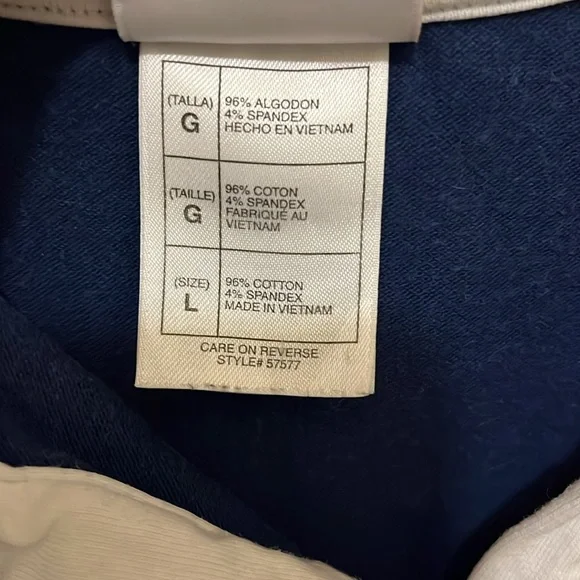 (TALLA)
G
96% ALGODON
4% SPANDEX
HECHO EN VIETNAM
(TAILLE)
G
96% COTON
4% SPANDEX
FABRIQUÉ AU
VIETNAM
(SIZE)
L
96% COTTON
4% SPANDEX
MADE IN VIETNAM
CARE ON REVERSE
STYLE# 57577